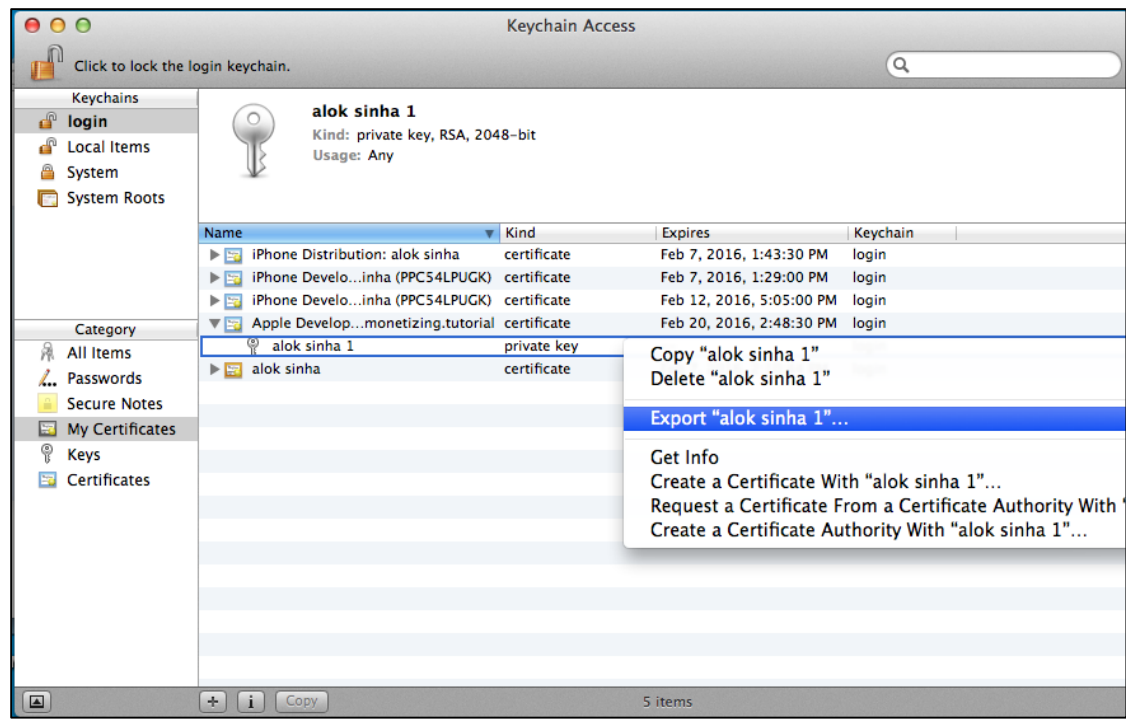 Keychain Access
Click to lock the login keychain.
Keychains
login
Local Items
System
System Roots
alok sinha 1
Kind: private key, RSA, 2048-bit
Usage: Any
Name Kind Expires Keychain
iPhone Distribution: alok sinha certificate Feb 7, 2016, 1:43:30 PM login
iPhone Develo...inha (PPC54LPUGK) certificate Feb 7, 2016, 1:29:00 PM login
iPhone Develo...inha (PPC54LPUGK) certificate Feb 12, 2016, 5:05:00 PM login
Apple Develop...monetizing.tutorial certificate Feb 20, 2016, 2:48:30 PM login
alok sinha 1 private key
alok sinha certificate
Category
All Items
Passwords
Secure Notes
My Certificates
Keys
Certificates
Copy “alok sinha 1”
Delete “alok sinha 1”
Export “alok sinha 1”...
Get Info
Create a Certificate With “alok sinha 1”...
Request a Certificate From a Certificate Authority With “
Create a Certificate Authority With “alok sinha 1”...
Copy
5 items